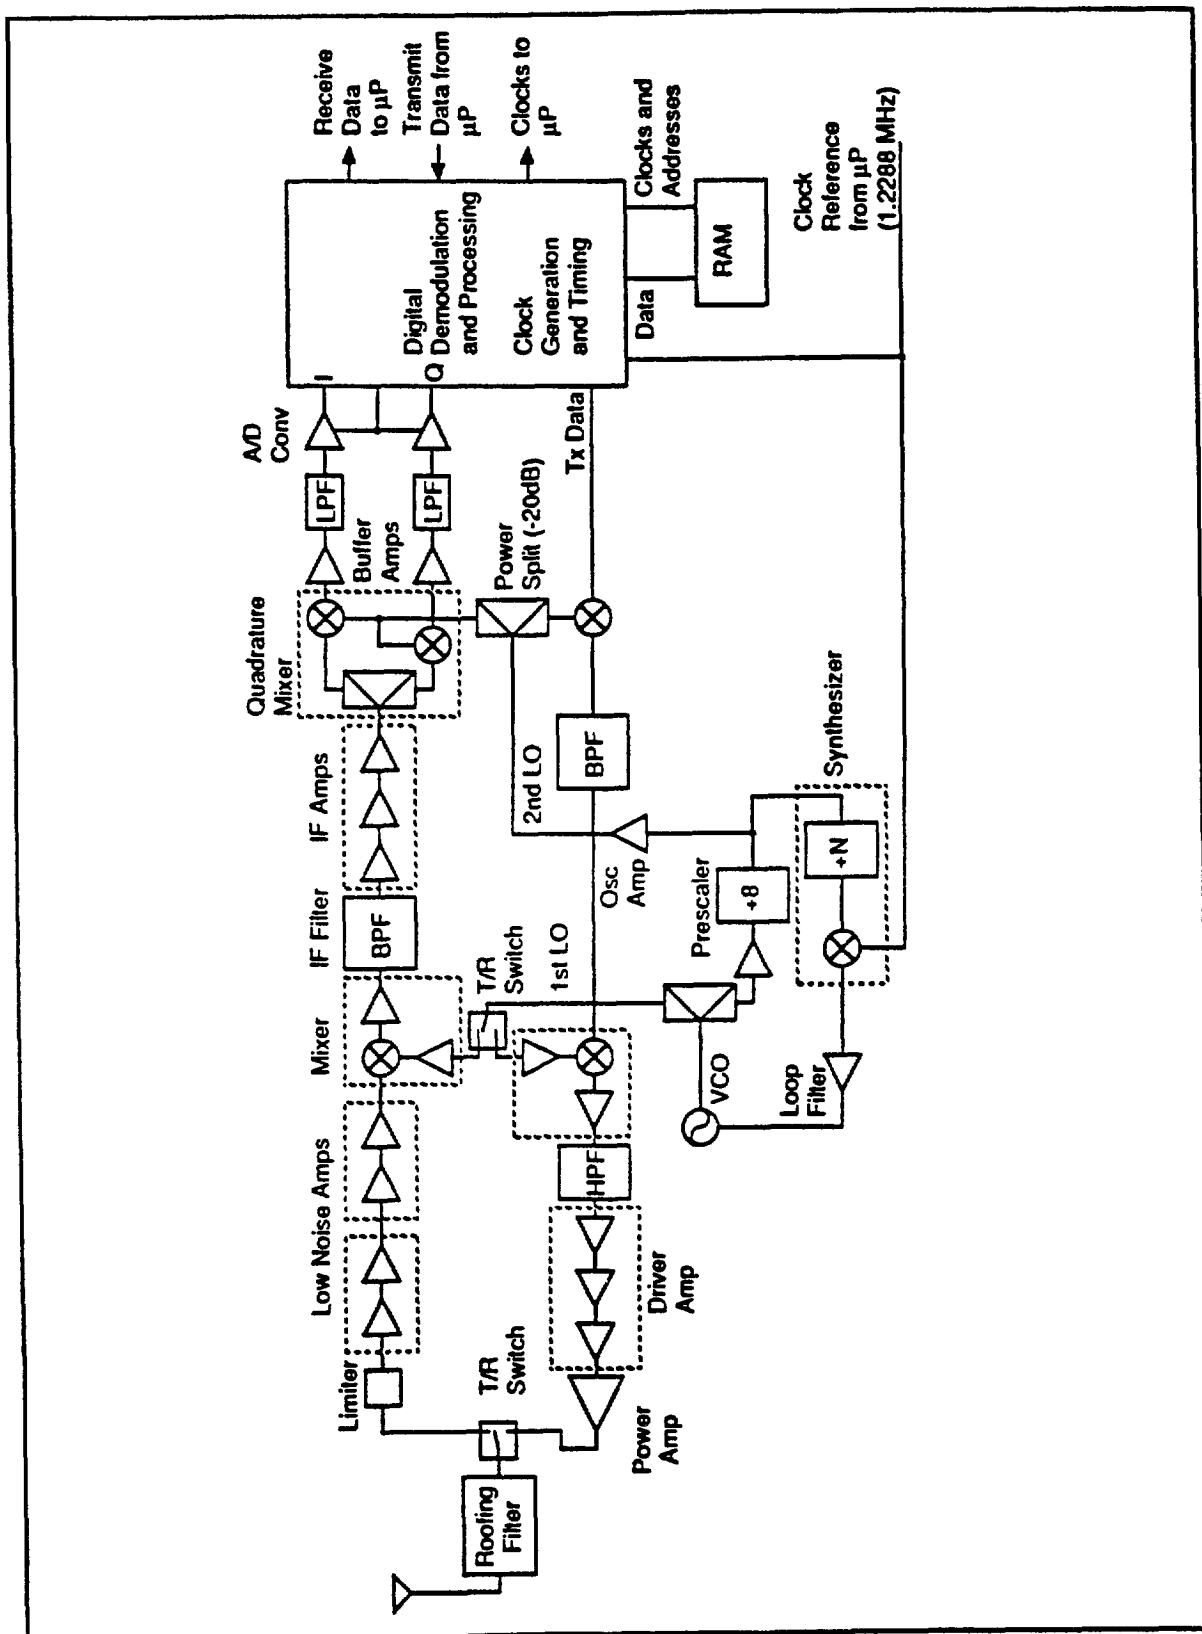 Receive
Data
to µP
Transmit
Data from
µP
Clocks to
µP
A/D
Conv
I
Q
Digital
Demodulation
and Processing
Clock
Generation
and Timing
Clocks and
Addresses
Data
RAM
Clock
Reference
from µP
(1.2288 MHz)
Quadrature
Mixer
LPF
LPF
Buffer
Amps
Power
Split (-20dB)
Tx Data
IF Amps
IF Filter
BPF
Mixer
Low Noise Amps
Limiter
T/R
Switch
1st LO
2nd LO
BPF
Osc
Amp
Prescaler
+8
Synthesizer
+N
VCO
Loop
Filter
HPF
Driver
Amp
Power
Amp
T/R
Switch
Roofing
Filter